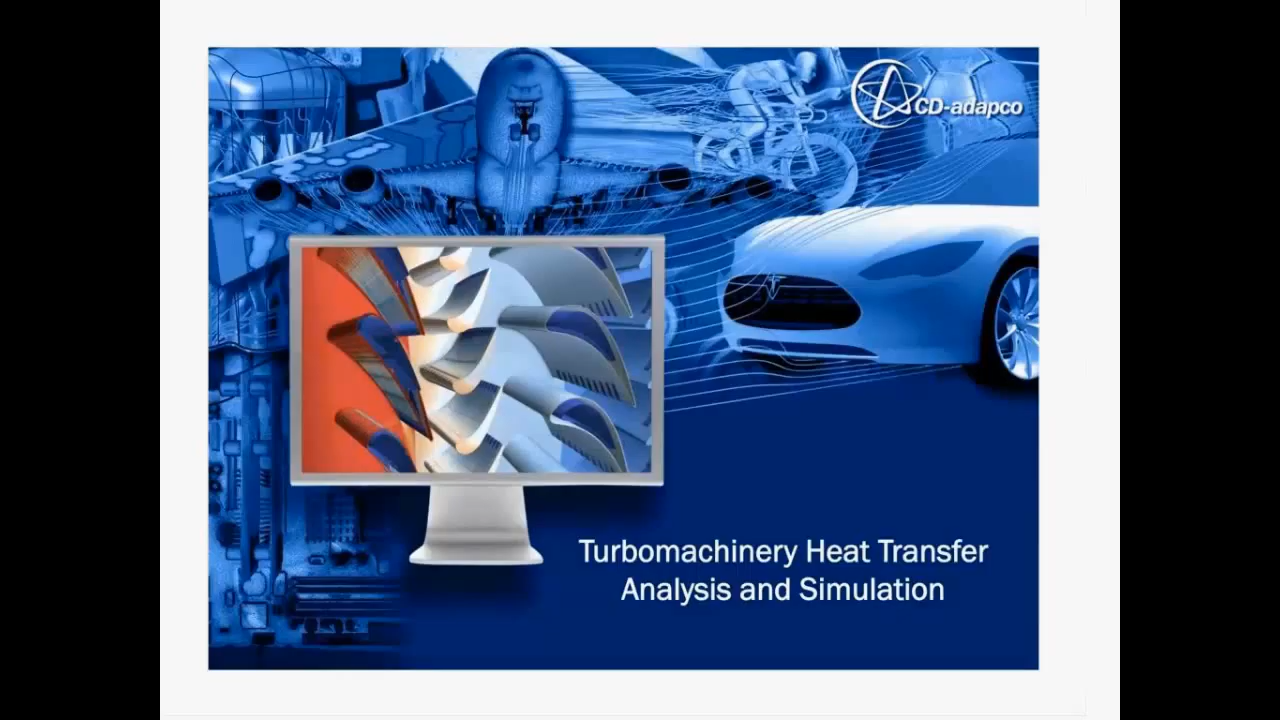 CD-adapco
Turbomachinery Heat Transfer
Analysis and Simulation